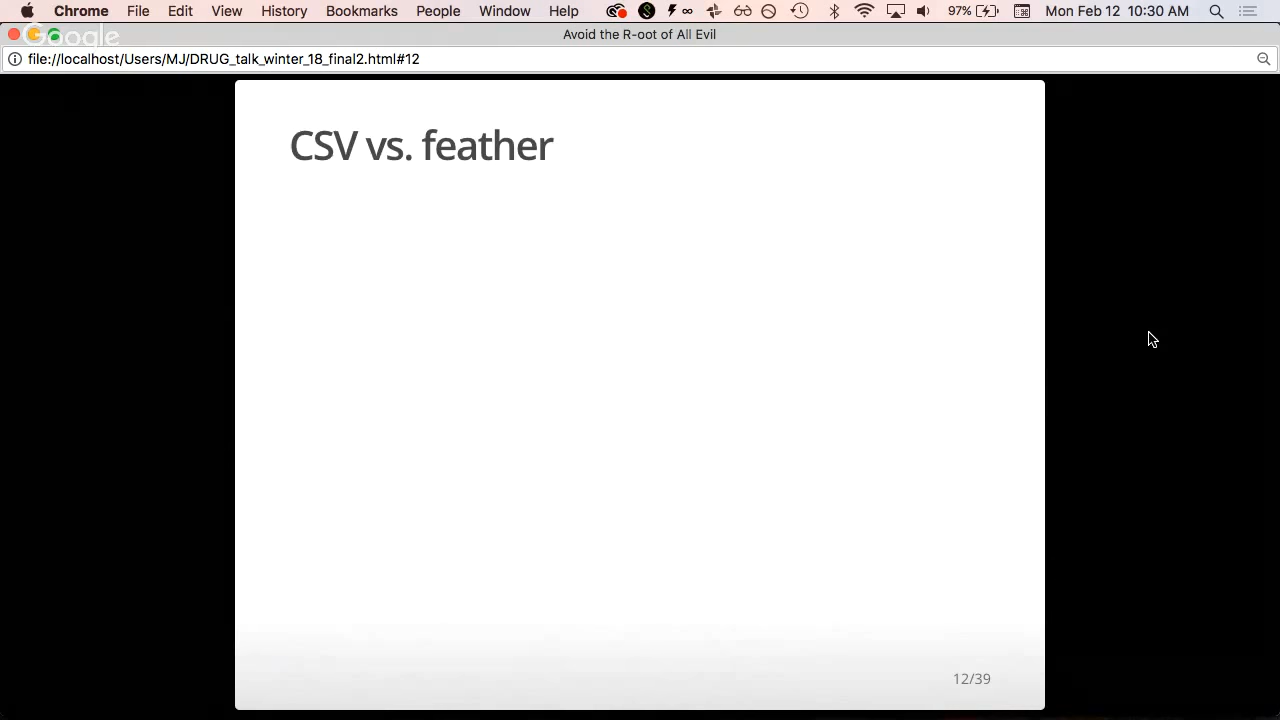 Chrome File Edit View History Bookmarks People Window Help 97% Mon Feb 12 10:30 AM
Google
Avoid the R-oot of All Evil
file://localhost/Users/MJ/DRUG_talk_winter_18_final2.html#12
CSV vs. feather
12/39